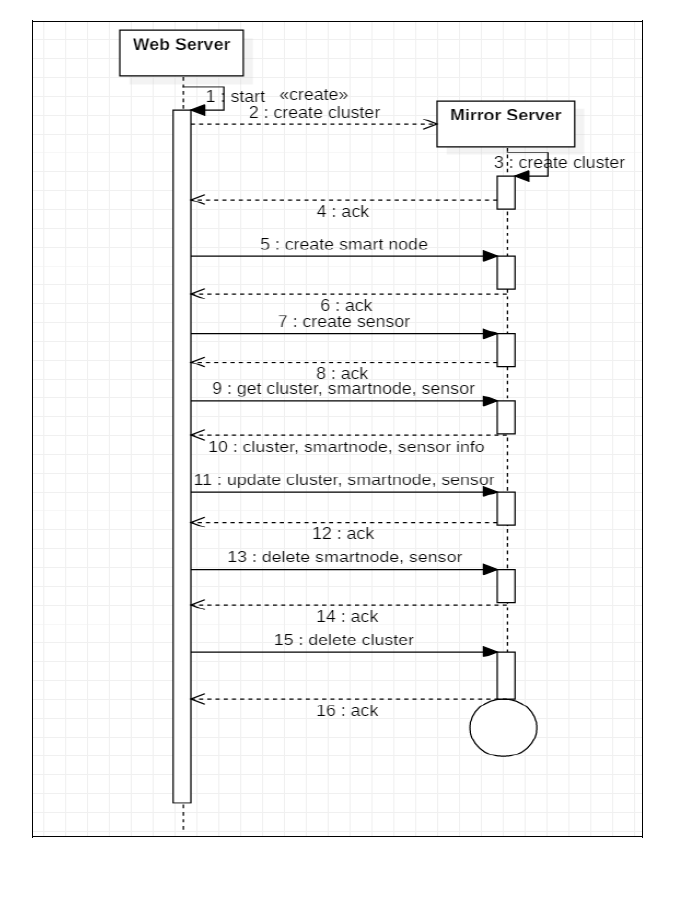 Web Server
1 : start
«create»
2 : create cluster
Mirror Server
3 : create cluster
4 : ack
5 : create smart node
6 : ack
7 : create sensor
8 : ack
9 : get cluster, smartnode, sensor
10 : cluster, smartnode, sensor info
11 : update cluster, smartnode, sensor
12 : ack
13 : delete smartnode, sensor
14 : ack
15 : delete cluster
16 : ack